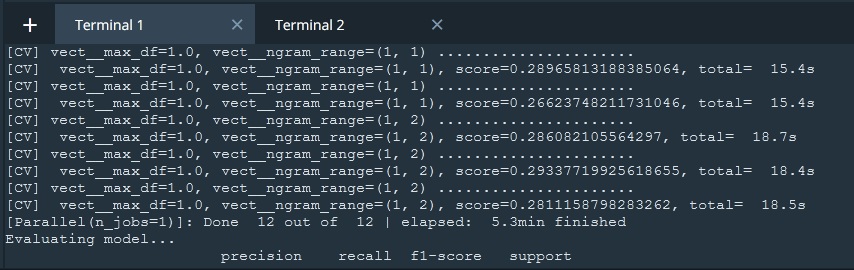 + Terminal 1 × Terminal 2 ×
[CV] vect__max_df=1.0, vect__ngram_range=(1, 1) ......................
[CV]  vect__max_df=1.0, vect__ngram_range=(1, 1), score=0.28965813188385064, total=  15.4s
[CV] vect__max_df=1.0, vect__ngram_range=(1, 1) ......................
[CV]  vect__max_df=1.0, vect__ngram_range=(1, 1), score=0.26623748211731046, total=  15.4s
[CV] vect__max_df=1.0, vect__ngram_range=(1, 2) ......................
[CV]  vect__max_df=1.0, vect__ngram_range=(1, 2), score=0.286082105564297, total=  18.7s
[CV] vect__max_df=1.0, vect__ngram_range=(1, 2) ......................
[CV]  vect__max_df=1.0, vect__ngram_range=(1, 2), score=0.29337719925618655, total=  18.4s
[CV] vect__max_df=1.0, vect__ngram_range=(1, 2) ......................
[CV]  vect__max_df=1.0, vect__ngram_range=(1, 2), score=0.2811158798283262, total=  18.5s
[Parallel(n_jobs=1)]: Done  12 out of  12 | elapsed:  5.3min finished
Evaluating model...
precision    recall  f1-score   support